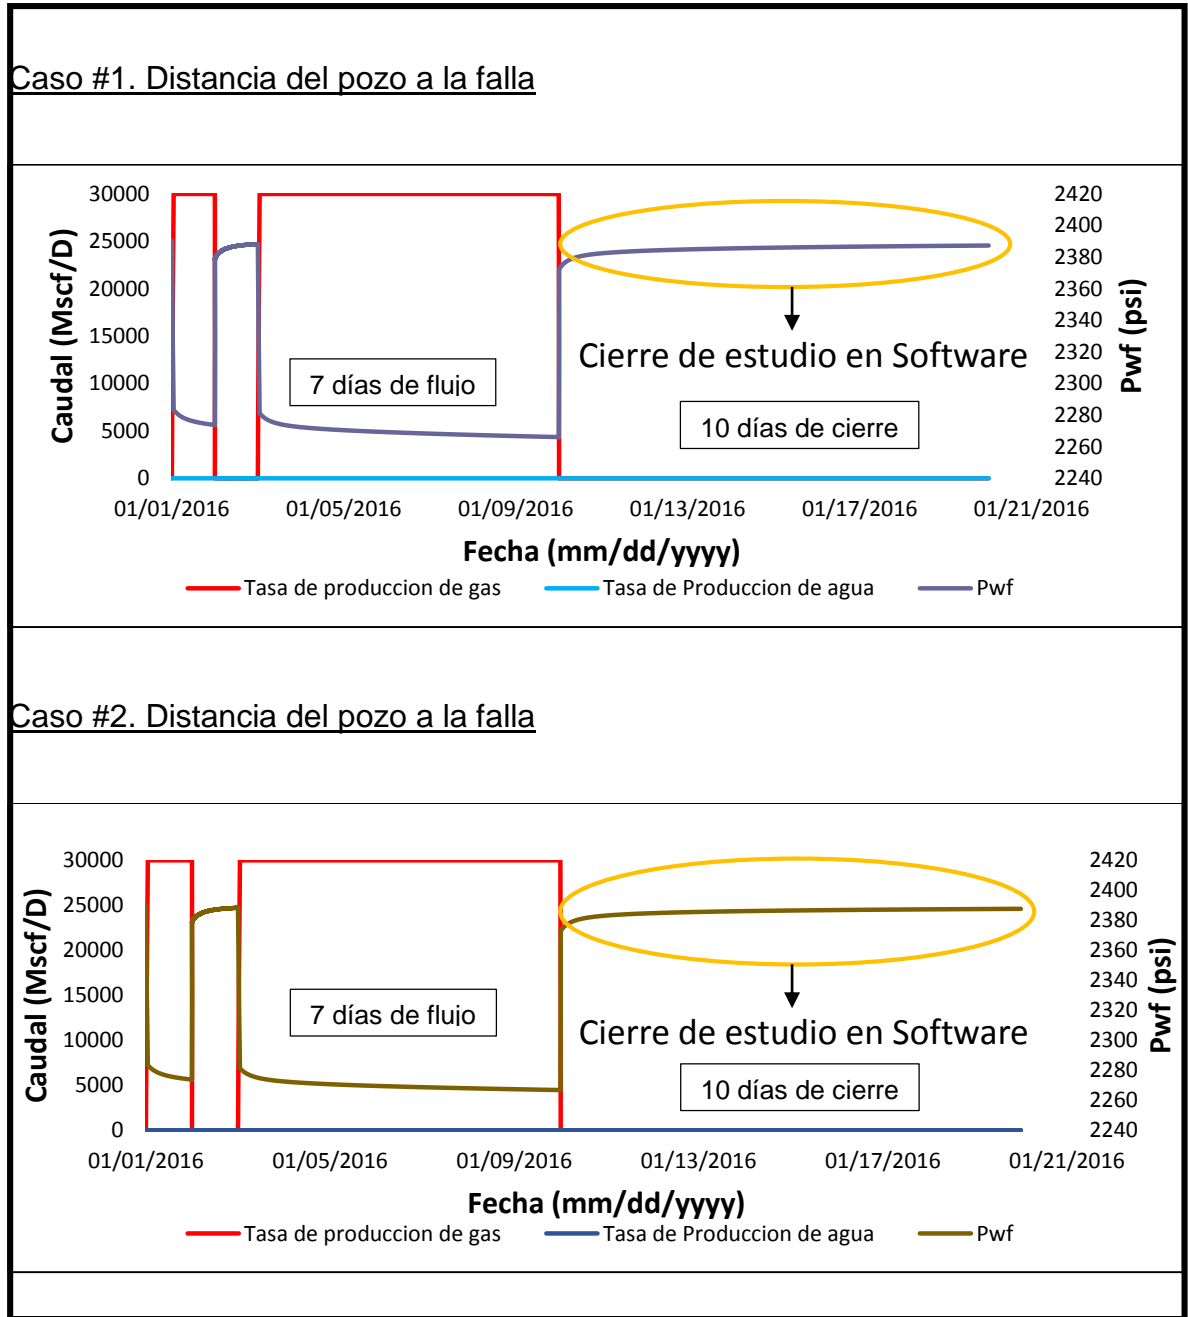 Caso #1. Distancia del pozo a la falla
30000
25000
20000
15000
10000
5000
0
Caudal (Mscf/D)
2420
2400
2380
2360
2340
2320
2300
2280
2260
2240
Pwf (psi)
7 días de flujo
Cierre de estudio en Software
10 días de cierre
01/01/2016 01/05/2016 01/09/2016 01/13/2016 01/17/2016 01/21/2016
Fecha (mm/dd/yyyy)
Tasa de produccion de gas Tasa de Produccion de agua Pwf
Caso #2. Distancia del pozo a la falla
30000
25000
20000
15000
10000
5000
0
Caudal (Mscf/D)
2420
2400
2380
2360
2340
2320
2300
2280
2260
2240
Pwf (psi)
7 días de flujo
Cierre de estudio en Software
10 días de cierre
01/01/2016 01/05/2016 01/09/2016 01/13/2016 01/17/2016 01/21/2016
Fecha (mm/dd/yyyy)
Tasa de produccion de gas Tasa de Produccion de agua Pwf